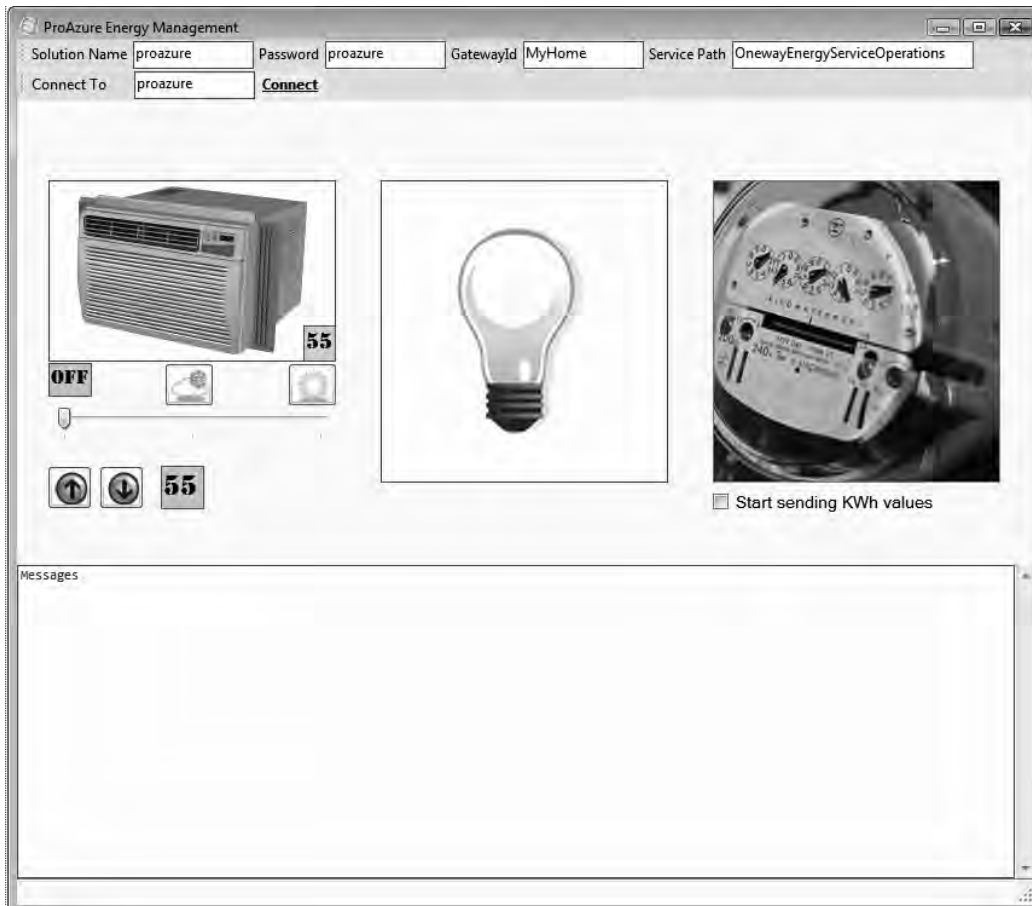 ProAzure Energy Management
Solution Name proazure Password proazure GatewayId MyHome Service Path OnewayEnergyServiceOperations
Connect To proazure Connect
55
OFF
55
Start sending KWh values
Messages